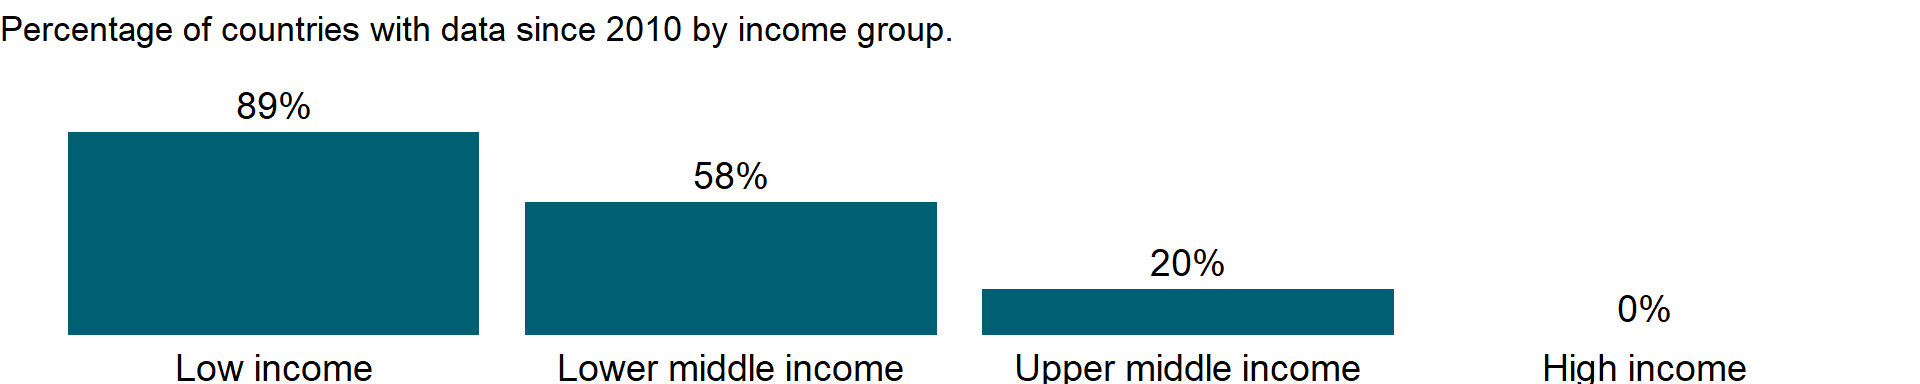 Percentage of countries with data since 2010 by income group.
89%
58%
20%
0%
Low income
Lower middle income
Upper middle income
High income